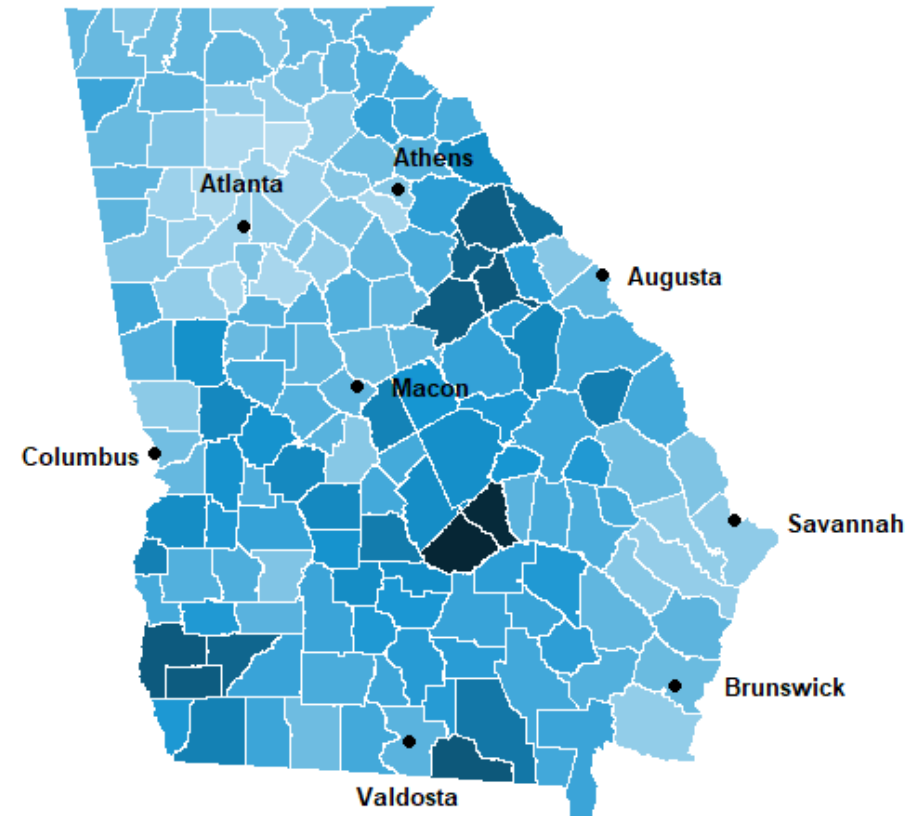 Athens
Atlanta
Augusta
Macon
Columbus
Savannah
Brunswick
Valdosta